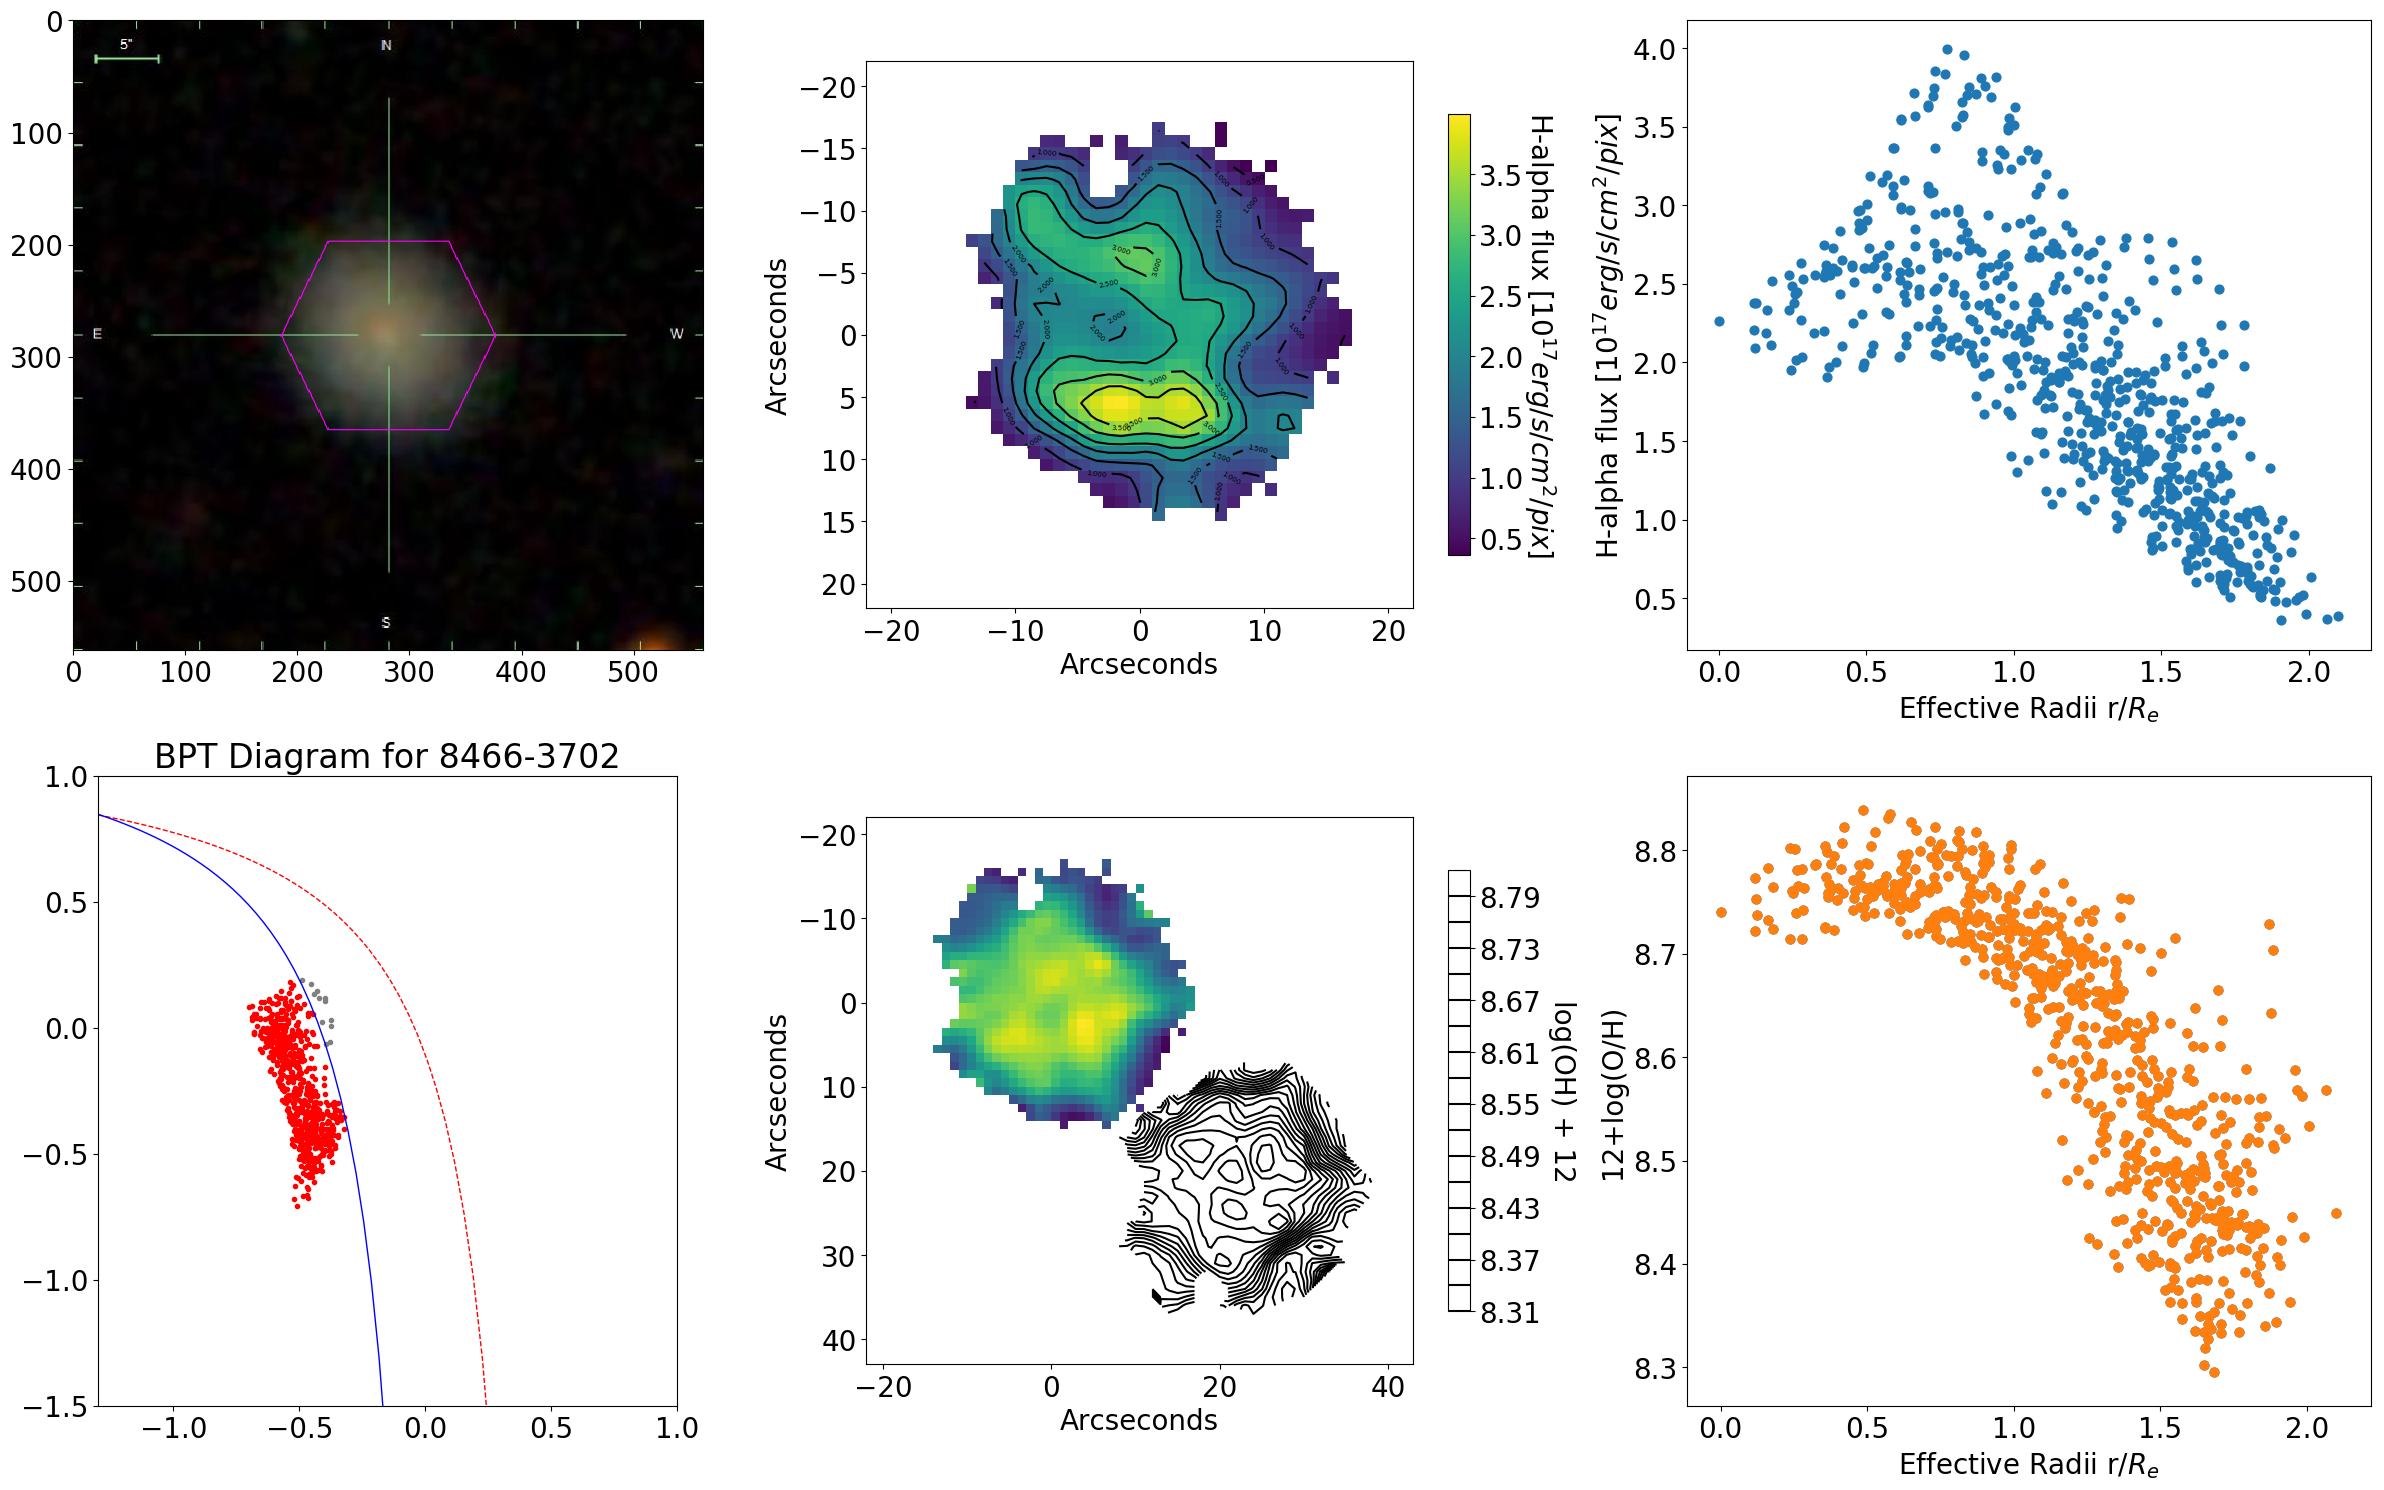 0
100
200
300
400
500
0 100 200 300 400 500
5"
N
E
W
S
−20
−15
−10
−5
0
5
10
15
20
Arcseconds
−20 −10 0 10 20
Arcseconds
3.5
3.0
2.5
2.0
1.5
1.0
0.5
H-alpha flux [10^17 erg/s/cm^2/pix]
H-alpha flux [10^17 erg/s/cm^2/pix]
4.0
3.5
3.0
2.5
2.0
1.5
1.0
0.5
0.0 0.5 1.0 1.5 2.0
Effective Radii r/R_e
BPT Diagram for 8466-3702
1.0
0.5
0.0
−0.5
−1.0
−1.5
−1.0 −0.5 0.0 0.5 1.0
−20
−10
0
10
20
30
40
Arcseconds
−20 0 20 40
Arcseconds
8.79
8.73
8.67
8.61
8.55
8.49
8.43
8.37
8.31
log(OH) + 12
12+log(O/H)
8.8
8.7
8.6
8.5
8.4
8.3
0.0 0.5 1.0 1.5 2.0
Effective Radii r/R_e